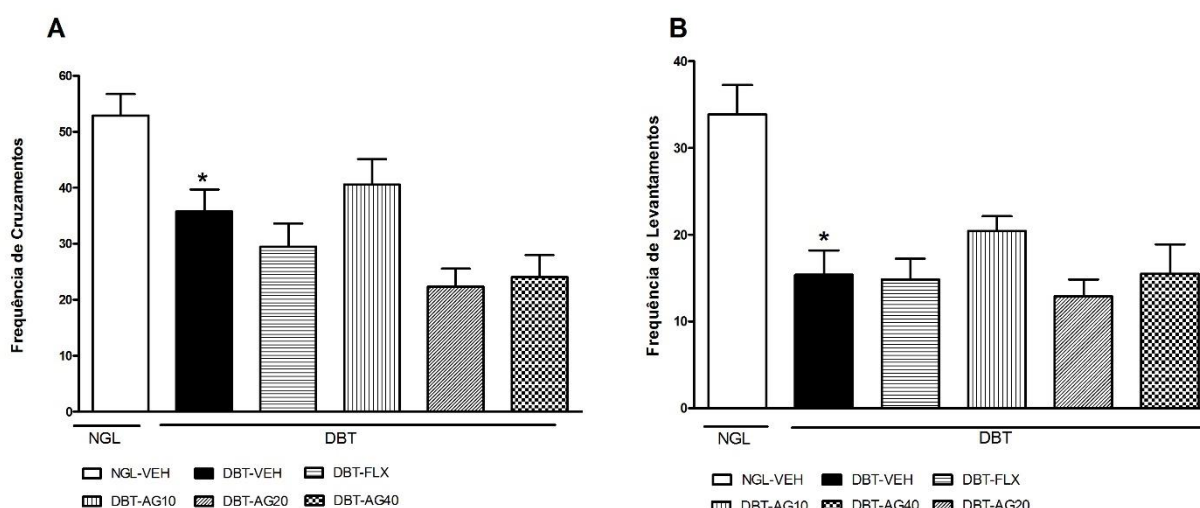 A
Frequência de Cruzamentos
60
50
40
30
20
10
0
*
NGL
DBT
NGL-VEH DBT-VEH DBT-FLX
DBT-AG10 DBT-AG20 DBT-AG40
B
Frequência de Levantamentos
40
30
20
10
0
*
NGL
DBT
NGL-VEH DBT-VEH DBT-FLX
DBT-AG10 DBT-AG40 DBT-AG20